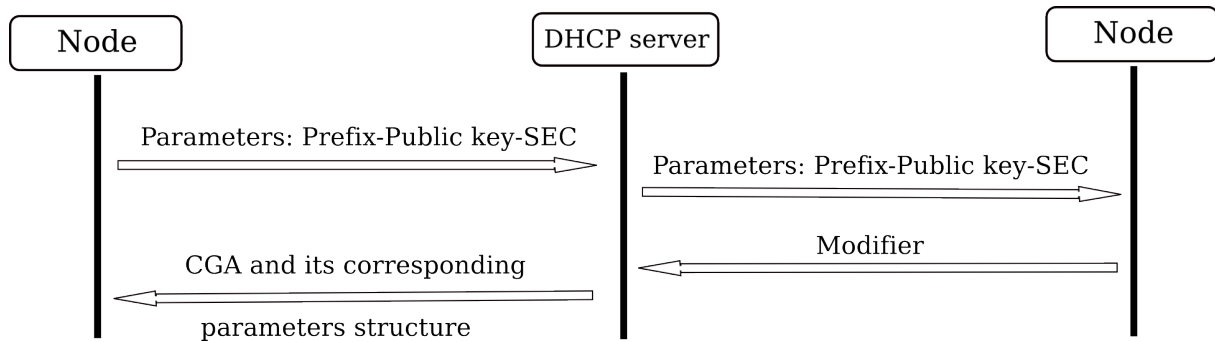 Node
DHCP server
Node
Parameters: Prefix-Public key-SEC
Parameters: Prefix-Public key-SEC
Modifier
CGA and its corresponding
parameters structure